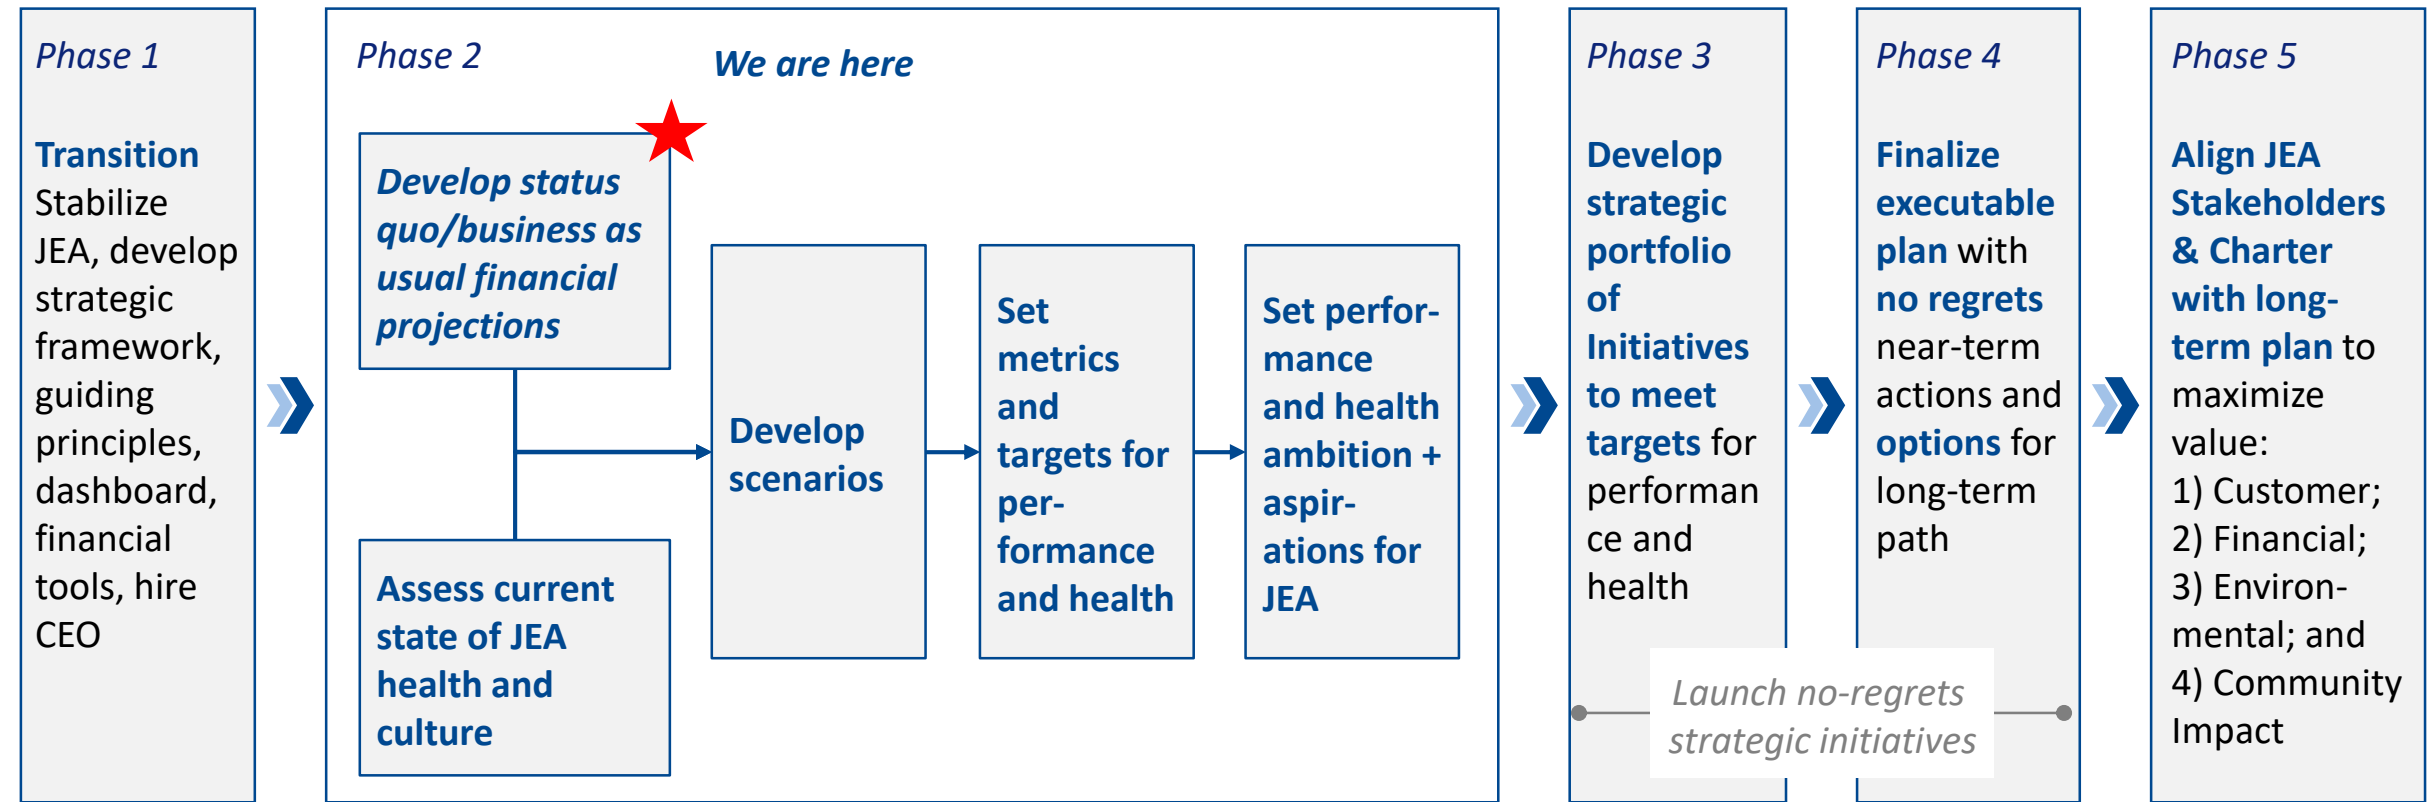 Phase 1
Transition
Stabilize
JEA, develop
strategic
framework,
guiding
principles,
dashboard,
financial
tools, hire
CEO
Phase 2
We are here
Develop status
quo/business as
usual financial
projections
Assess current
state of JEA
health and
culture
Develop
scenarios
Set
metrics
and
targets for
per-
formance
and health
Set perfor-
mance
and health
ambition +
aspir-
ations for
JEA
Phase 3
Develop
strategic
portfolio
of
Initiatives
to meet
targets for
performan
ce and
health
Phase 4
Finalize
executable
plan with
no regrets
near-term
actions and
options for
long-term
path
Launch no-regrets
strategic initiatives
Phase 5
Align JEA
Stakeholders
& Charter
with long-
term plan to
maximize
value:
1) Customer;
2) Financial;
3) Environ-
mental; and
4) Community
Impact